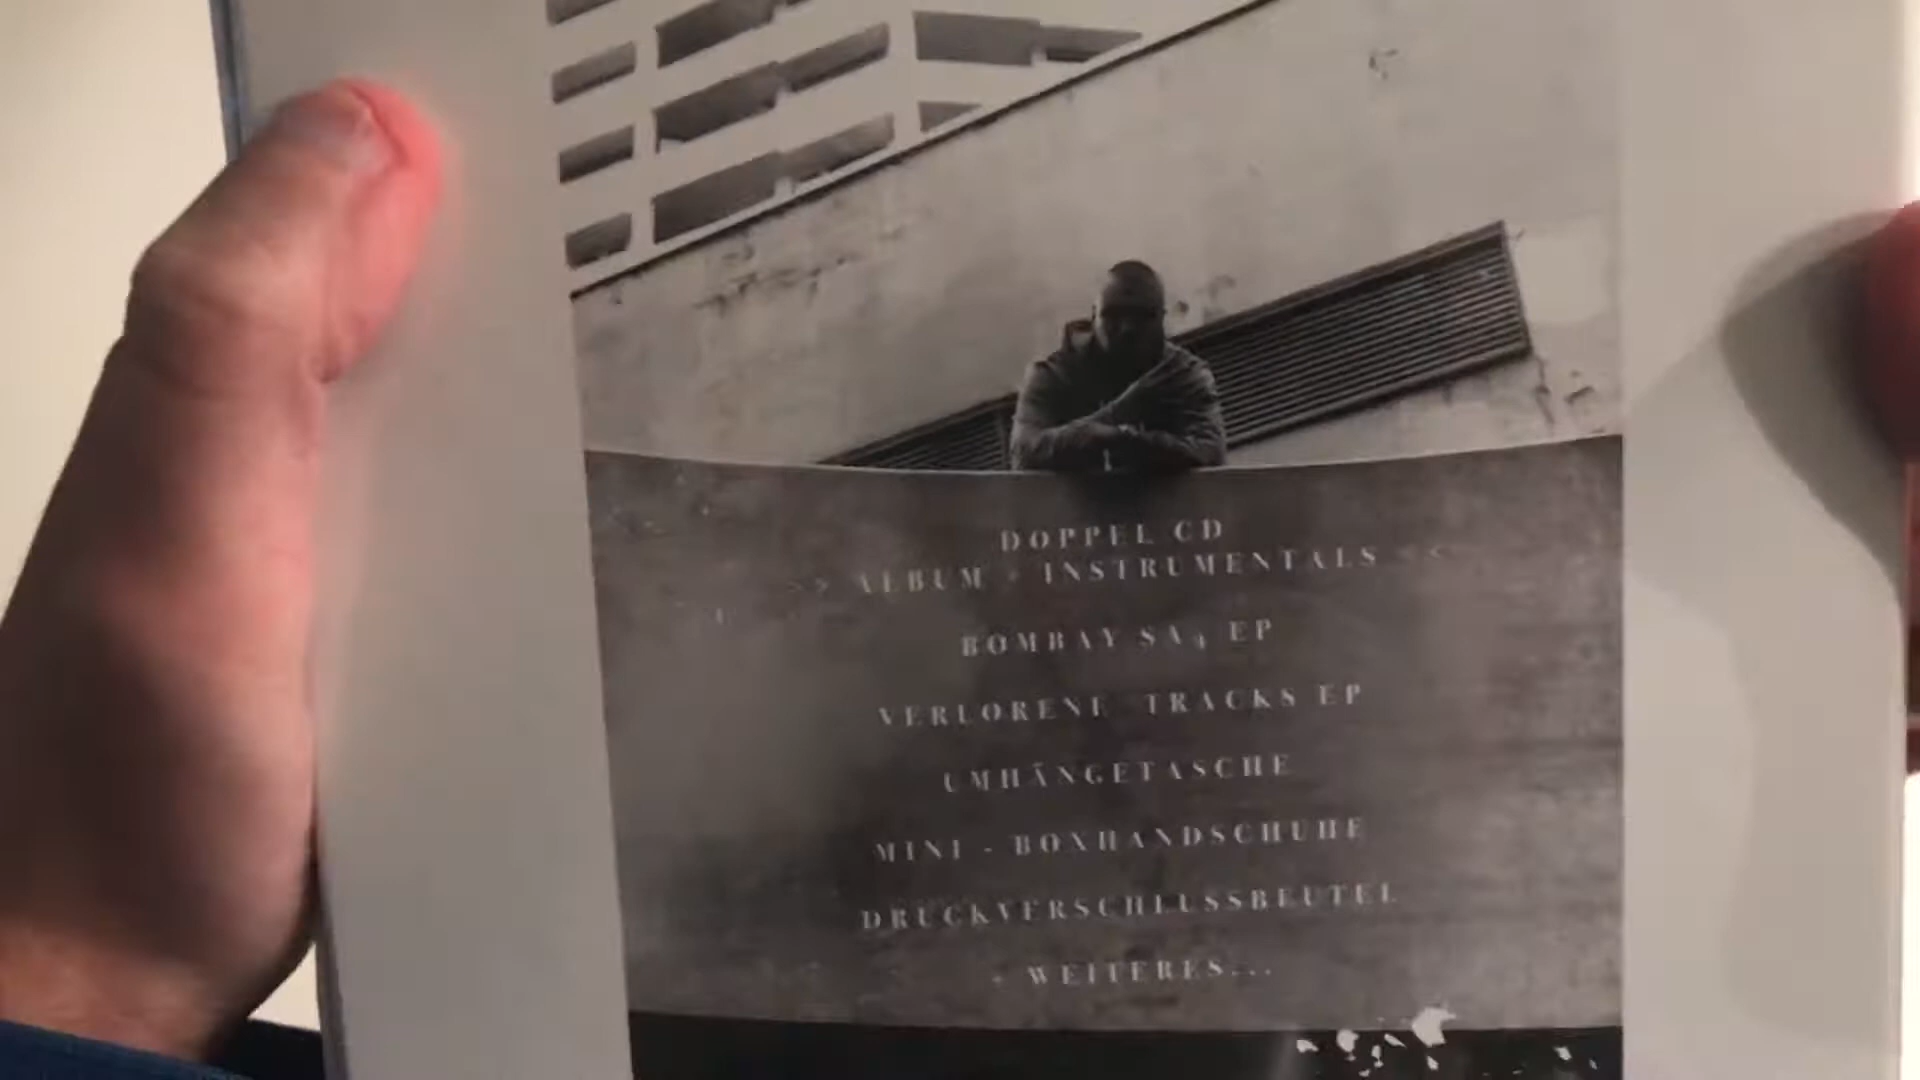 DOPPEL CD
>> ALBUM + INSTRUMENTALS <<
BOMBAY SA4 EP
VERLORENE TRACKS EP
UMHÄNGETASCHE
MINI - BOXHANDSCHUHE
DRUCKVERSCHLUSSBEUTEL
+ WEITERES...